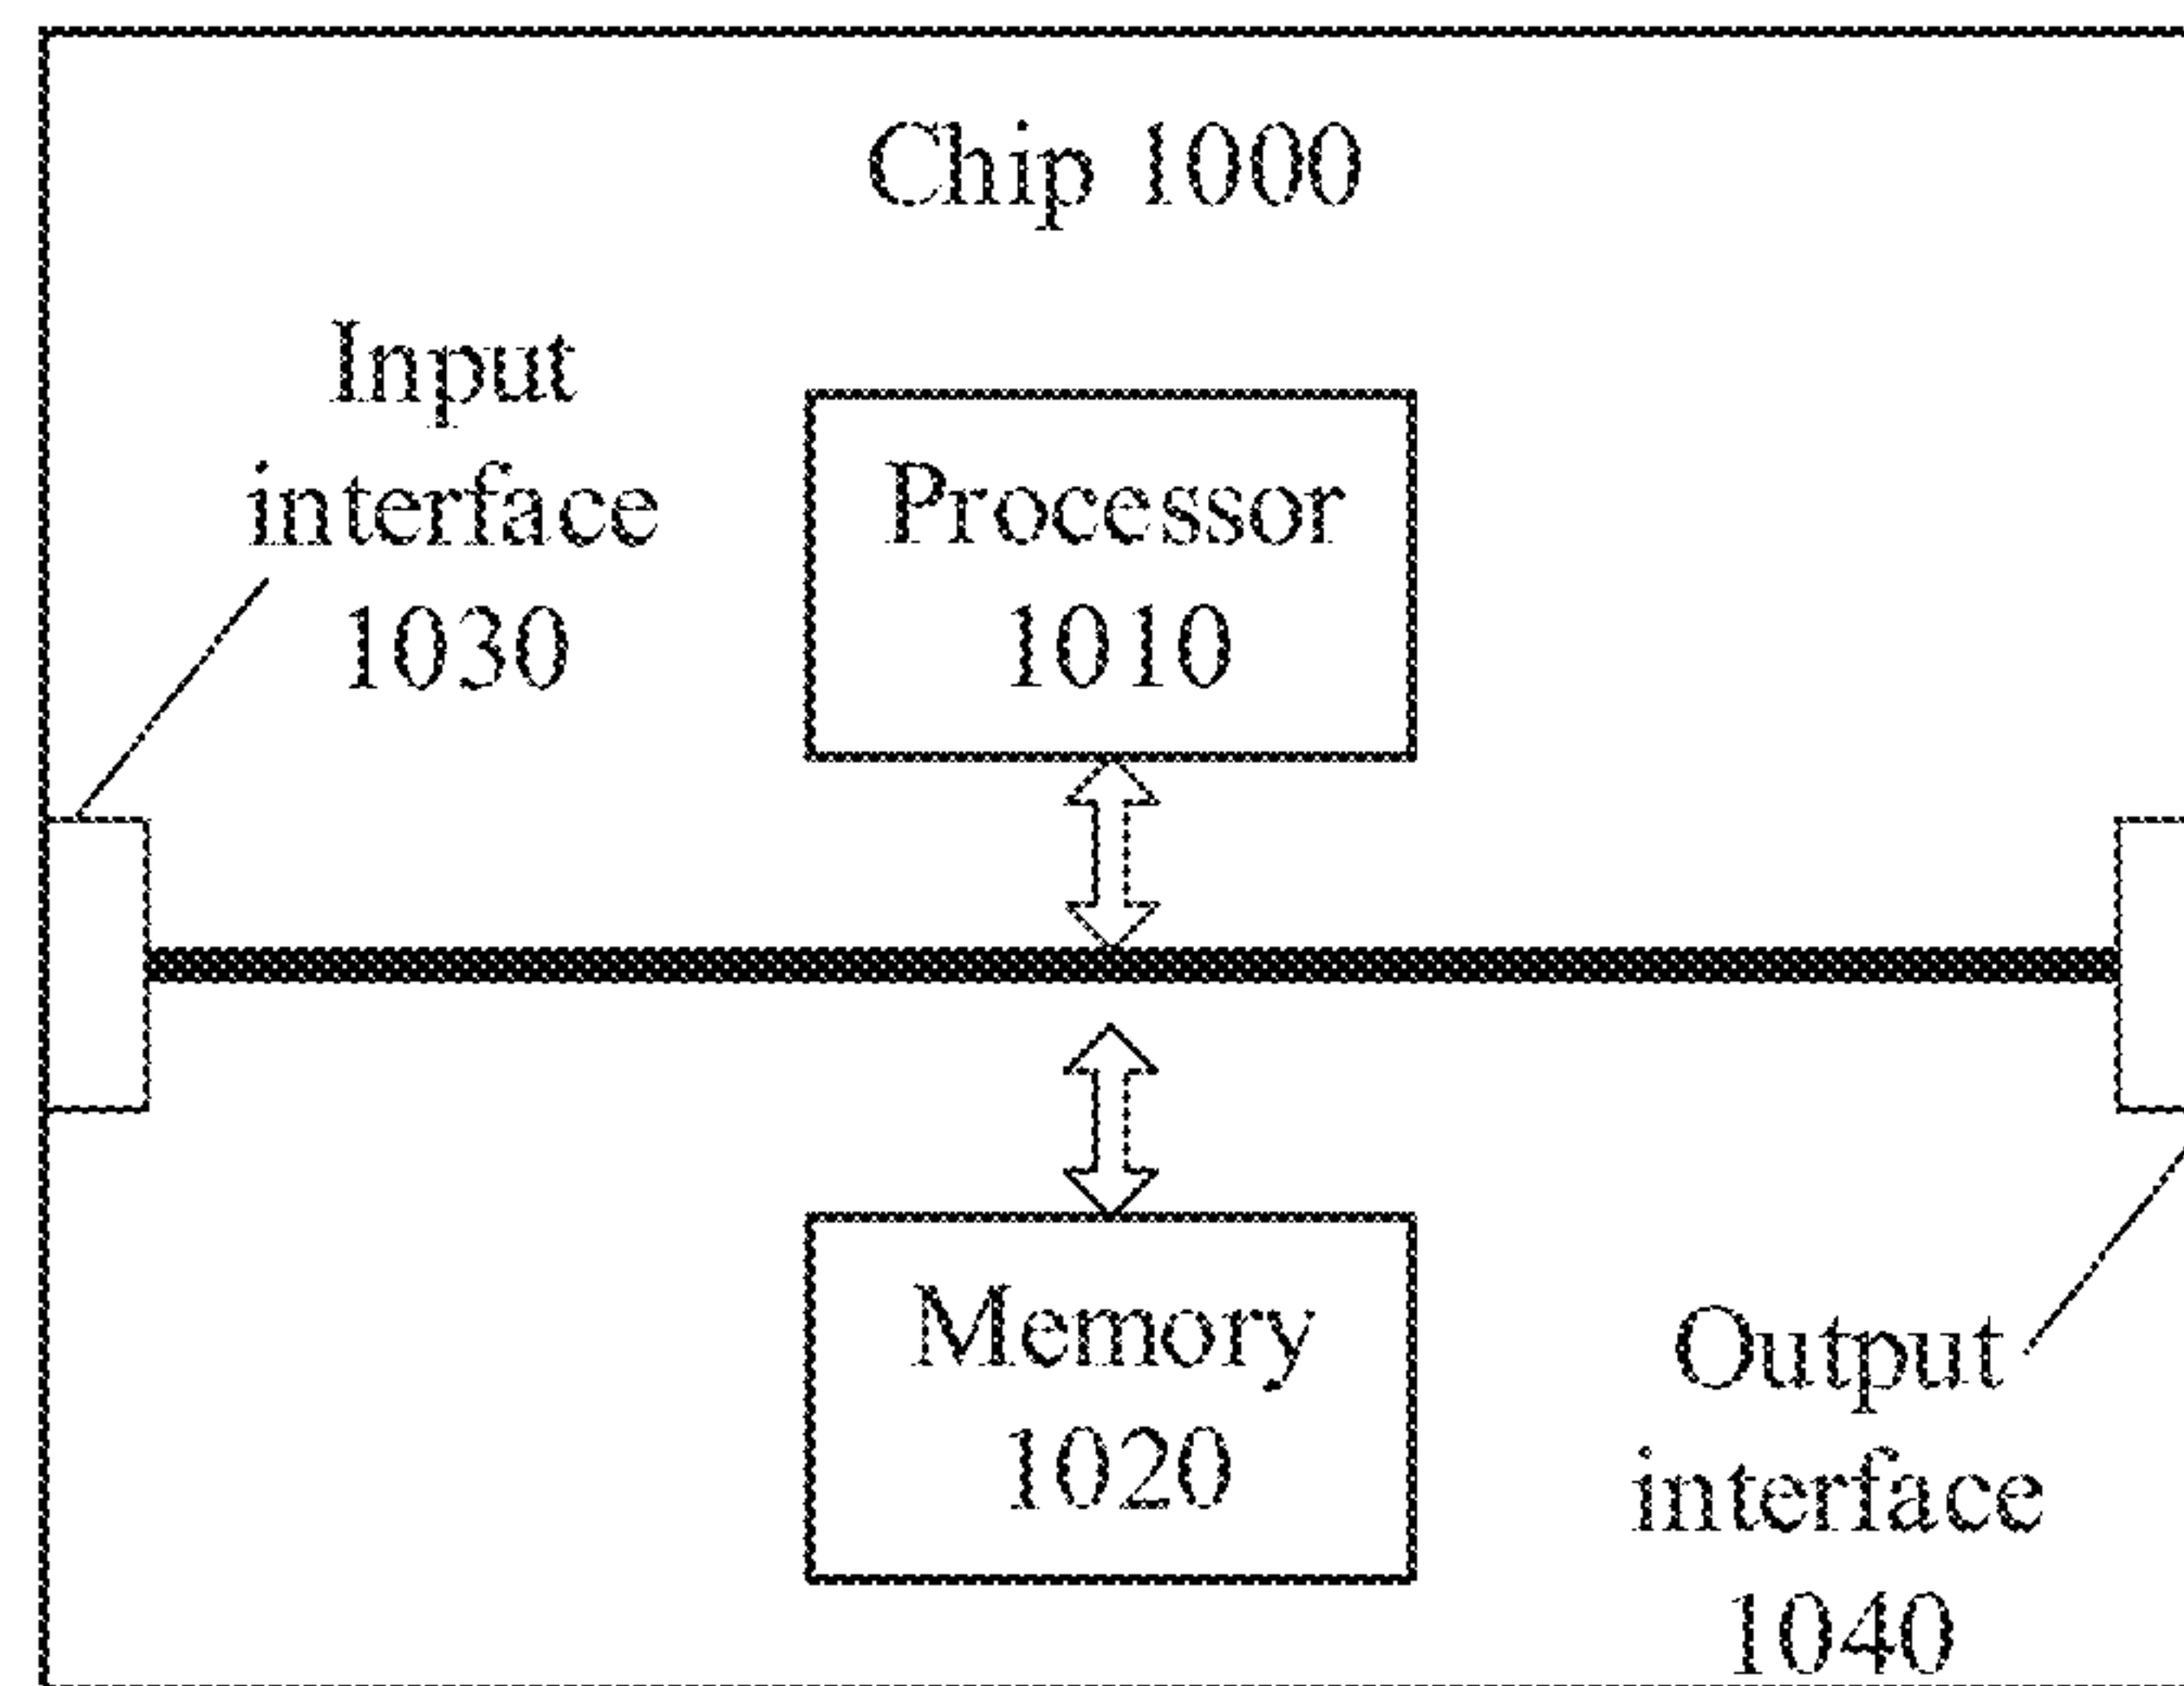 Chip 1000
Input
interface
1030
Processor
1010
Memory
1020
Output
interface
1040